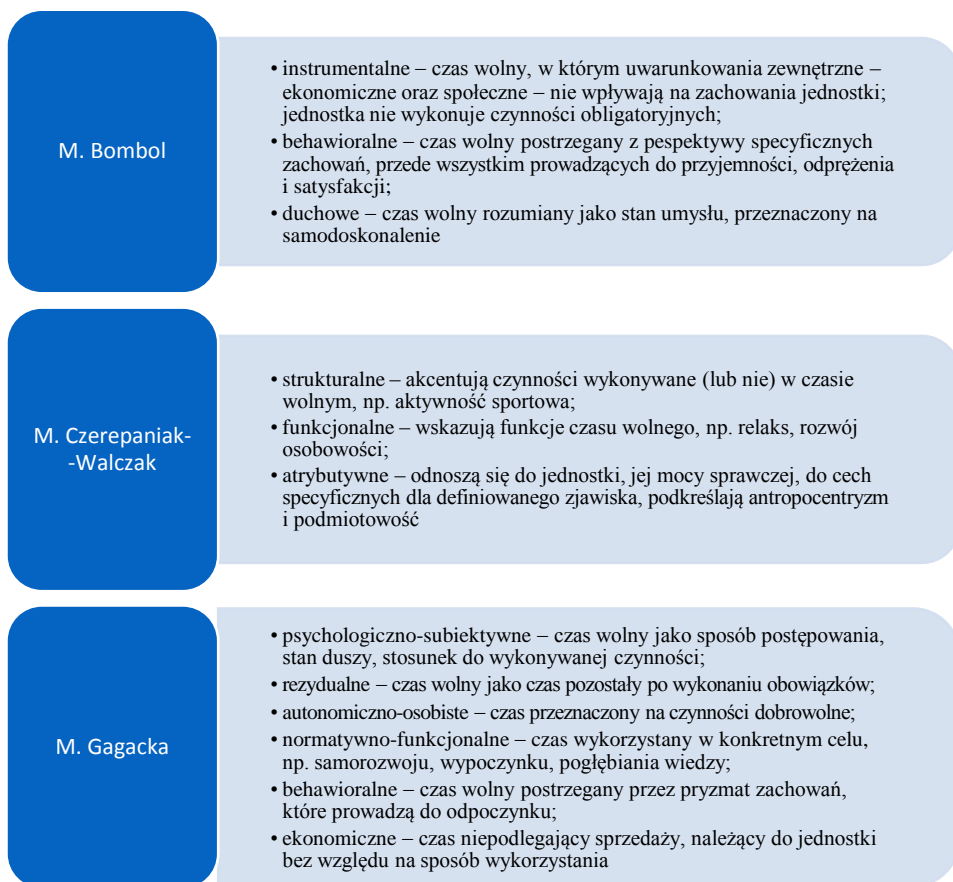 M. Bombol
• instrumentalne – czas wolny, w którym uwarunkowania zewnętrzne –
ekonomiczne oraz społeczne – nie wpływają na zachowania jednostki;
jednostka nie wykonuje czynności obligatoryjnych;
• behawioralne – czas wolny postrzegany z pespektywy specyficznych
zachowań, przede wszystkim prowadzących do przyjemności, odprężenia
i satysfakcji;
• duchowe – czas wolny rozumiany jako stan umysłu, przeznaczony na
samodoskonalenie
M. Czerepaniak-
-Walczak
• strukturalne – akcentują czynności wykonywane (lub nie) w czasie
wolnym, np. aktywność sportowa;
• funkcjonalne – wskazują funkcje czasu wolnego, np. relaks, rozwój
osobowości;
• atrybutywne – odnoszą się do jednostki, jej mocy sprawczej, do cech
specyficznych dla definiowanego zjawiska, podkreślają antropocentryzm
i podmiotowość
M. Gagacka
• psychologiczno-subiektywne – czas wolny jako sposób postępowania,
stan duszy, stosunek do wykonywanej czynności;
• rezydualne – czas wolny jako czas pozostały po wykonaniu obowiązków;
• autonomiczno-osobiste – czas przeznaczony na czynności dobrowolne;
• normatywno-funkcjonalne – czas wykorzystany w konkretnym celu,
np. samorozwoju, wypoczynku, pogłębiania wiedzy;
• behawioralne – czas wolny postrzegany przez pryzmat zachowań,
które prowadzą do odpoczynku;
• ekonomiczne – czas niepodlegający sprzedaży, należący do jednostki
bez względu na sposób wykorzystania